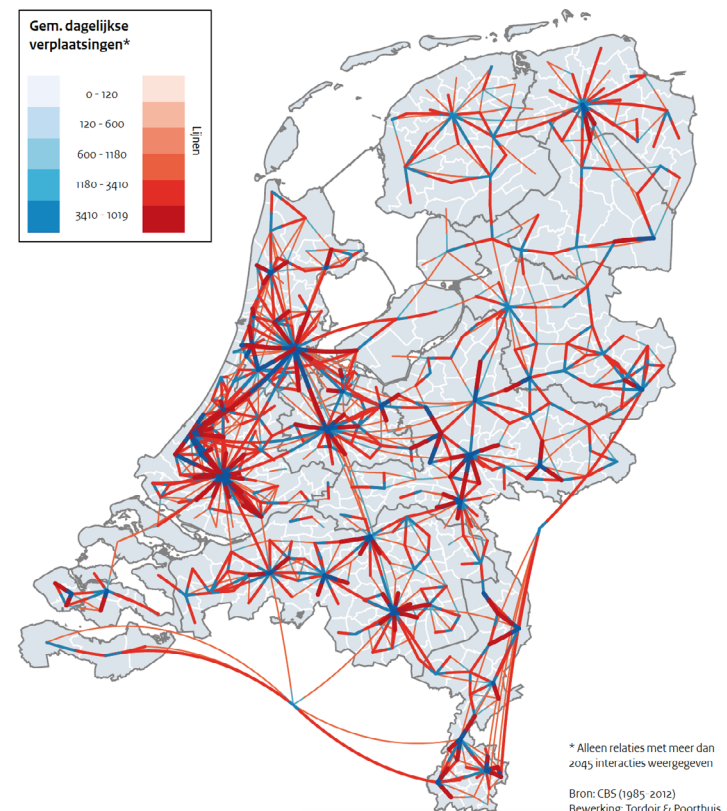 Gem. dagelijkse
verplaatsingen*
0 - 120
120 - 600
600 - 1180
1180 - 3410
3410 - 1019
Lijnen
* Alleen relaties met meer dan
2045 interacties weergegeven
Bron: CBS (1985-2012)
Bewerking: Tordoir & Poorthuis